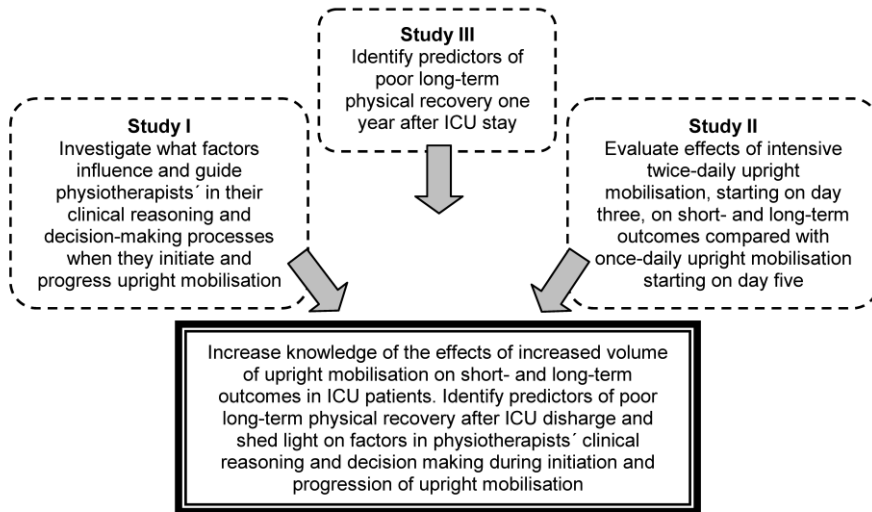 Study III
Identify predictors of
poor long-term
physical recovery one
year after ICU stay
Study I
Investigate what factors
influence and guide
physiotherapists´ in their
clinical reasoning and
decision-making processes
when they initiate and
progress upright mobilisation
Study II
Evaluate effects of intensive
twice-daily upright
mobilisation, starting on day
three, on short- and long-term
outcomes compared with
once-daily upright mobilisation
starting on day five
Increase knowledge of the effects of increased volume
of upright mobilisation on short- and long-term
outcomes in ICU patients. Identify predictors of poor
long-term physical recovery after ICU discharge and
shed light on factors in physiotherapists´ clinical
reasoning and decision making during initiation and
progression of upright mobilisation